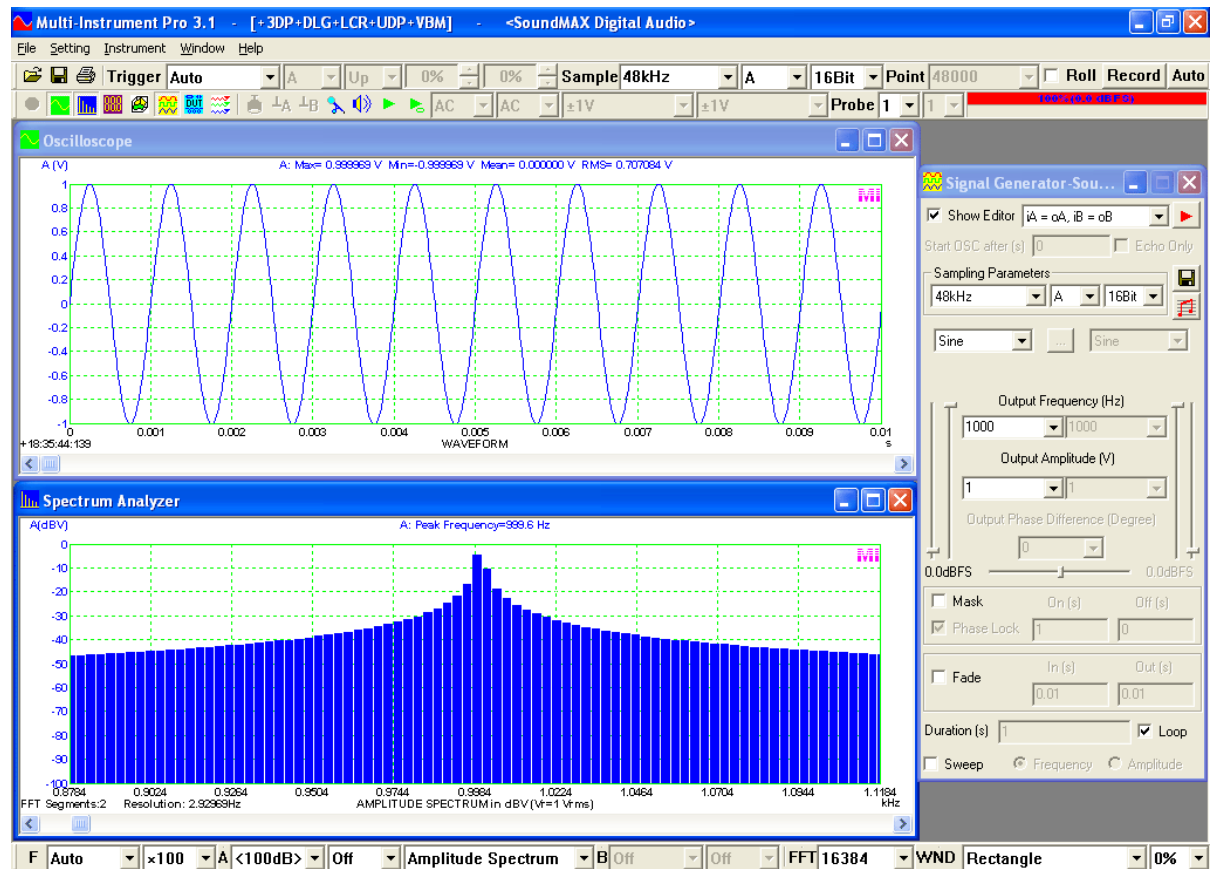 Multi-Instrument Pro 3.1 - [+3DP+DLG+LCR+UDP+VBM] - <SoundMAX Digital Audio>
File Setting Instrument Window Help
Trigger Auto A Up 0% 0% Sample 48kHz A 16Bit Point 48000 Roll Record Auto
DUT A B AC AC ±1V ±1V Probe 1 1 100% (0.0 dBFS)
Oscilloscope
A (V) A: Max= 0.999969 V Min=-0.999969 V Mean= 0.000000 V RMS= 0.707084 V
MI
1
0.8
0.6
0.4
0.2
0
-0.2
-0.4
-0.6
-0.8
-1
0 0.001 0.002 0.003 0.004 0.005 0.006 0.007 0.008 0.009 0.01
+18:35:44:139 WAVEFORM s
Spectrum Analyzer
A(dBV) A: Peak Frequency=999.6 Hz
MI
0
-10
-20
-30
-40
-50
-60
-70
-80
-90
-100
0.8784 0.9024 0.9264 0.9504 0.9744 0.9984 1.0224 1.0464 1.0704 1.0944 1.1184
FFT Segments:2 Resolution: 2.92969Hz AMPLITUDE SPECTRUM in dBV (Vr=1 Vrms) kHz
Signal Generator-Sou...
Show Editor iA = oA, iB = oB
Start OSC after (s) 0 Echo Only
Sampling Parameters
48kHz A 16Bit
Sine ... Sine
Output Frequency (Hz)
1000 1000
Output Amplitude (V)
1 1
Output Phase Difference (Degree)
0
0.0dBFS 0.0dBFS
Mask On (s) Off (s)
Phase Lock 1 0
Fade In (s) Out (s)
0.01 0.01
Duration (s) 1 Loop
Sweep Frequency Amplitude
F Auto ×100 A <100dB> Off Amplitude Spectrum B Off Off FFT 16384 WND Rectangle 0%